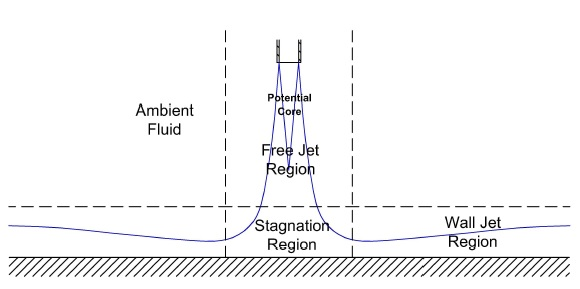 Potential
Core
Ambient
Fluid
Free Jet
Region
Stagnation
Region
Wall Jet
Region